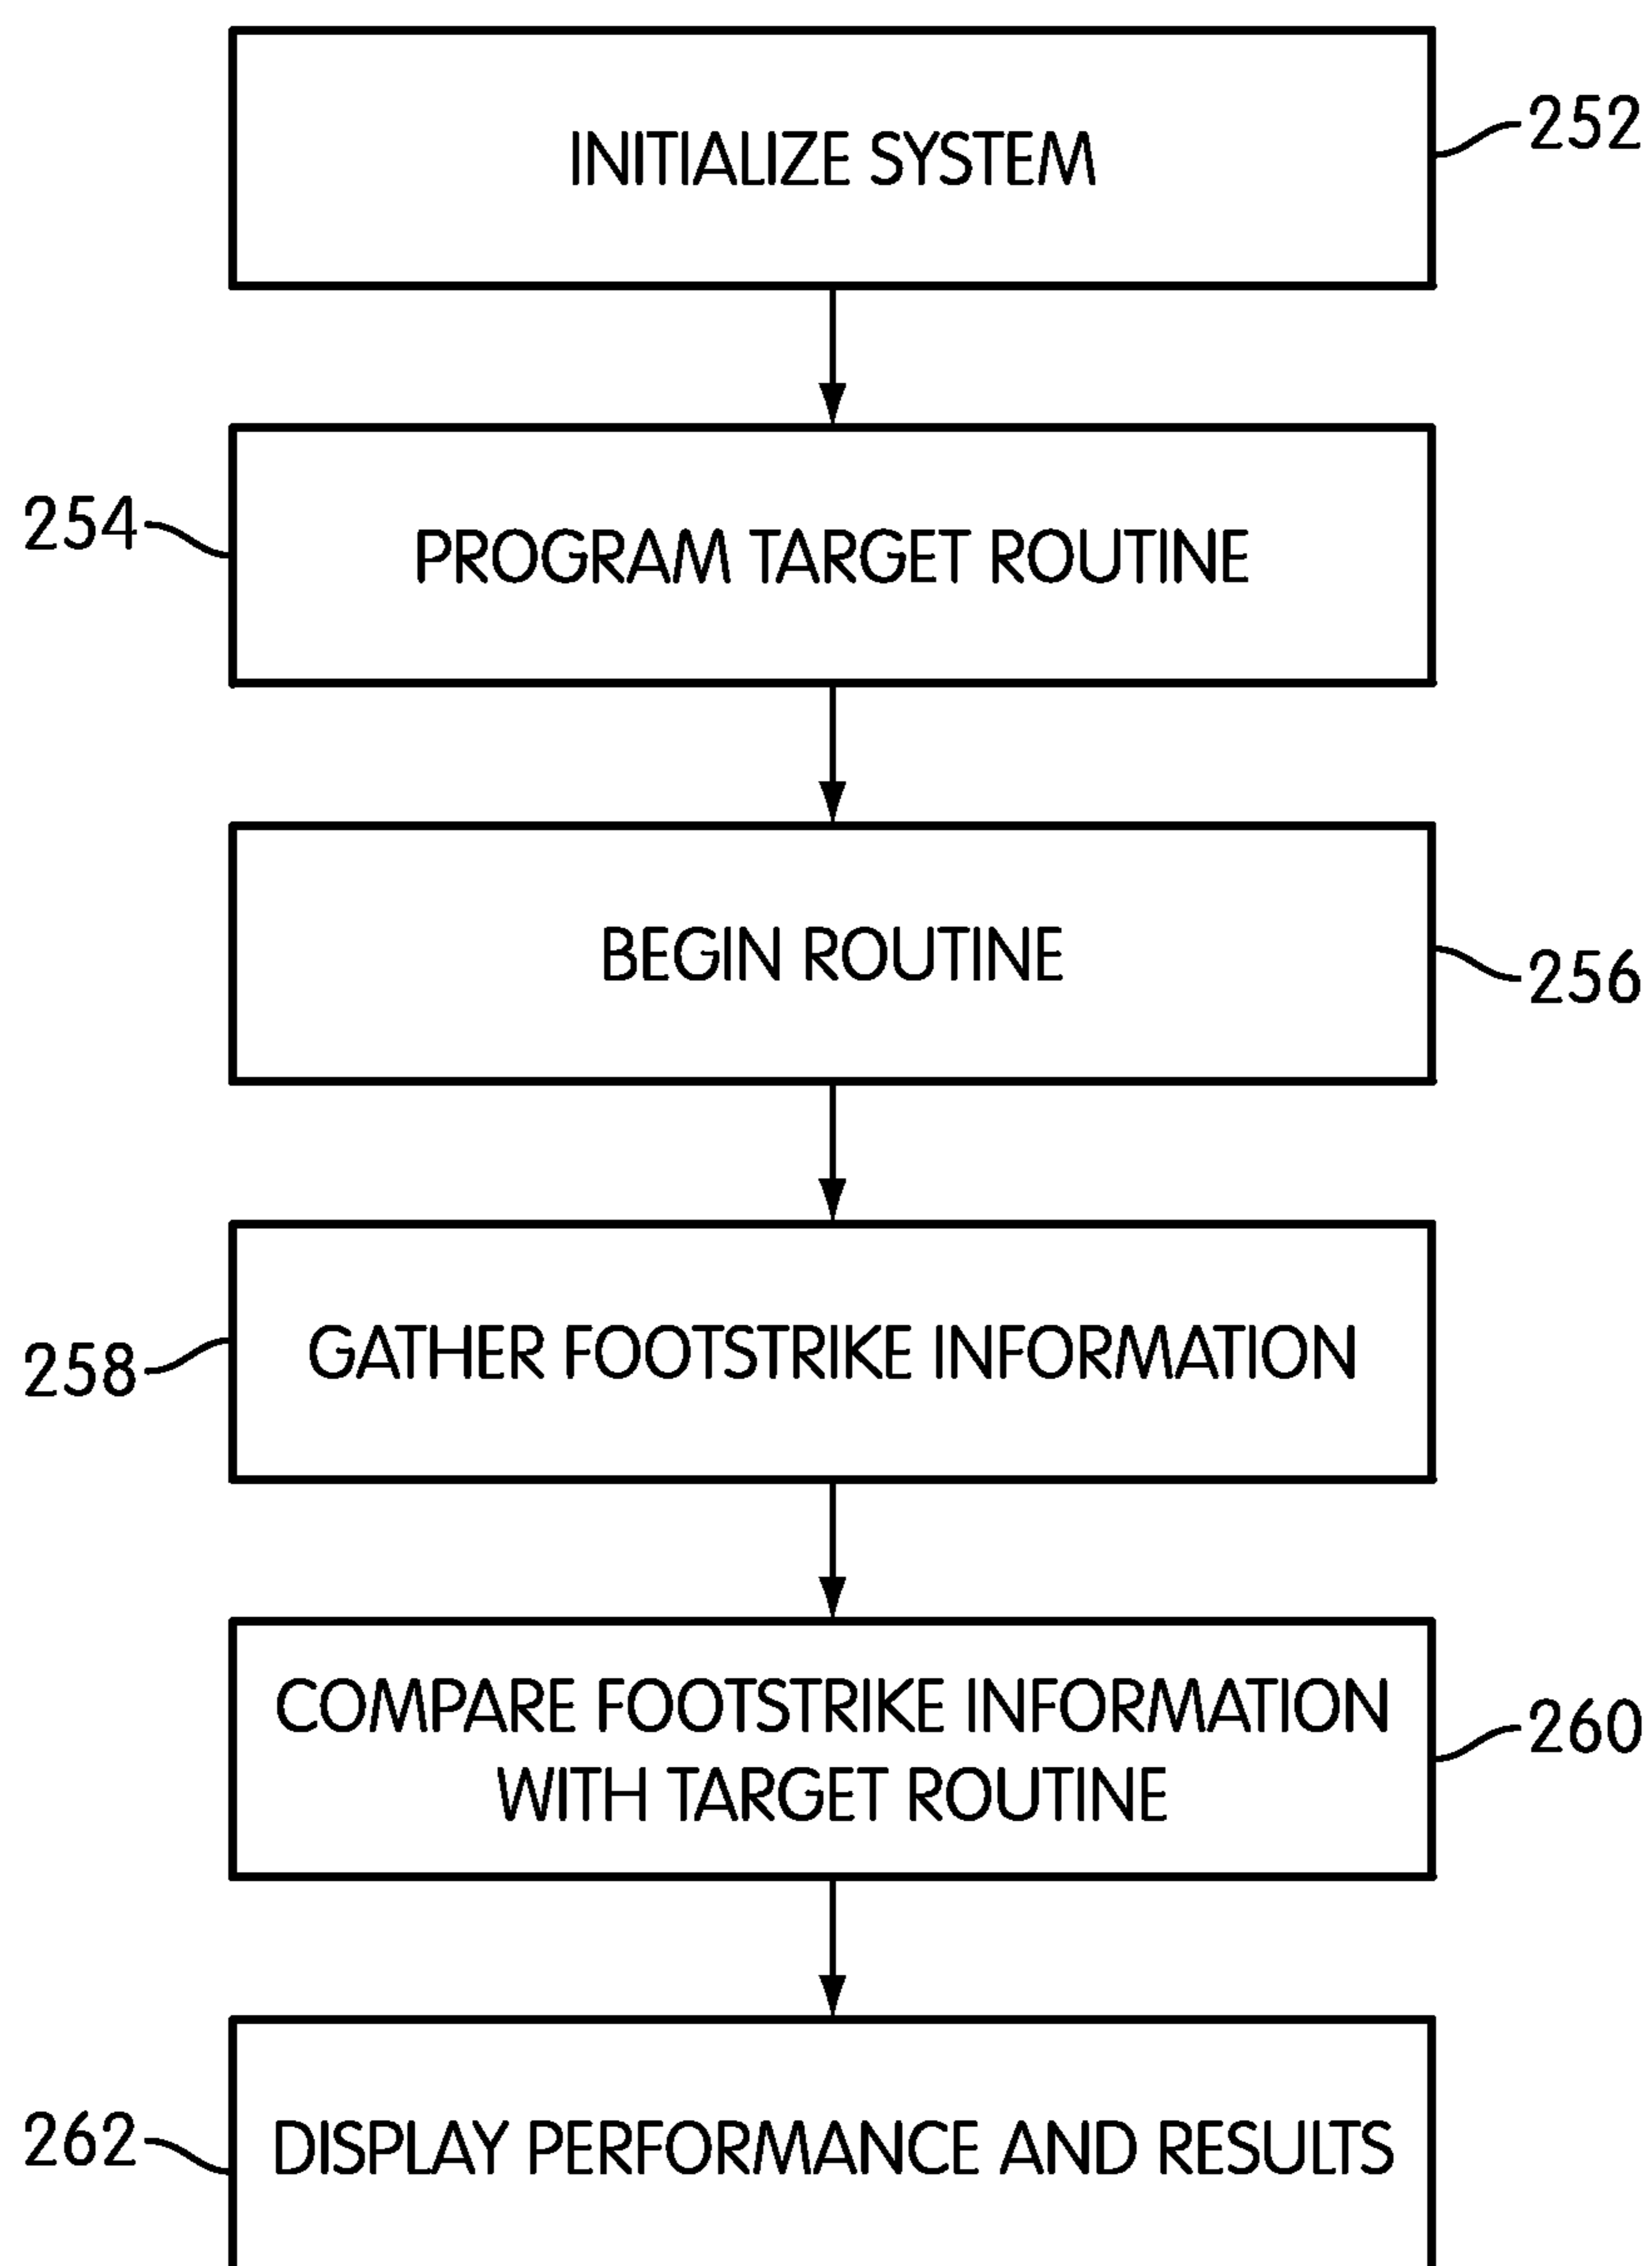 INITIALIZE SYSTEM
252
254
PROGRAM TARGET ROUTINE
BEGIN ROUTINE
256
258
GATHER FOOTSTRIKE INFORMATION
COMPARE FOOTSTRIKE INFORMATION
WITH TARGET ROUTINE
260
262
DISPLAY PERFORMANCE AND RESULTS